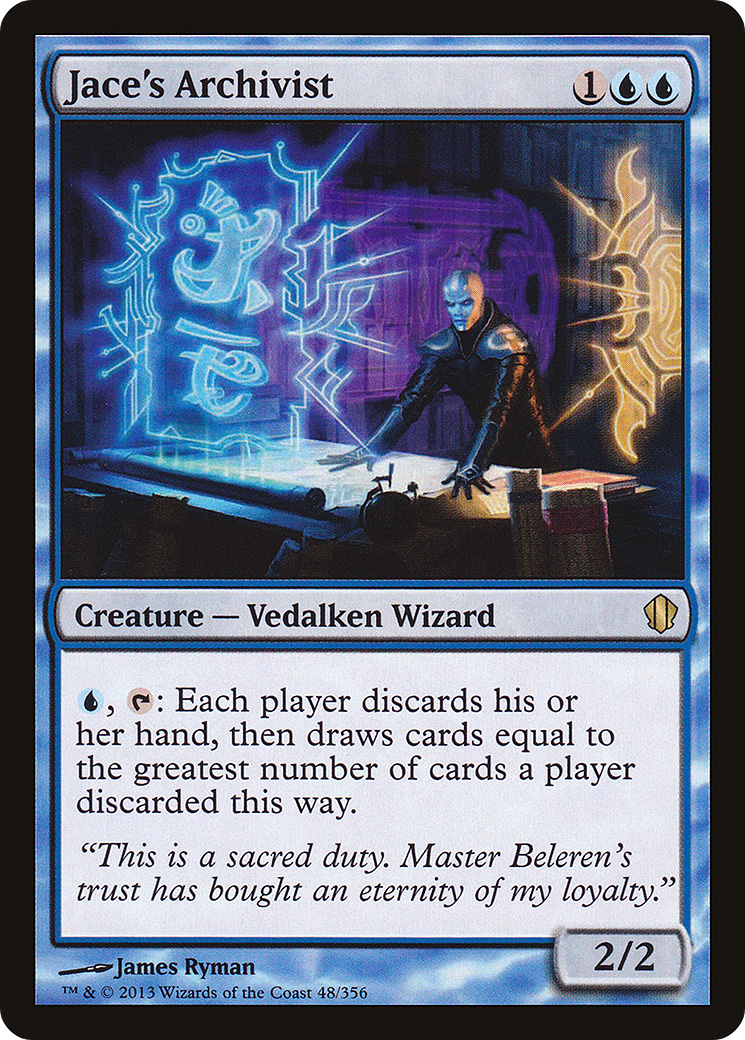 Jace's Archivist 1
Creature — Vedalken Wizard
, : Each player discards his or
her hand, then draws cards equal to
the greatest number of cards a player
discarded this way.
“This is a sacred duty. Master Beleren's
trust has bought an eternity of my loyalty.”
2/2
James Ryman
™ & © 2013 Wizards of the Coast 48/356